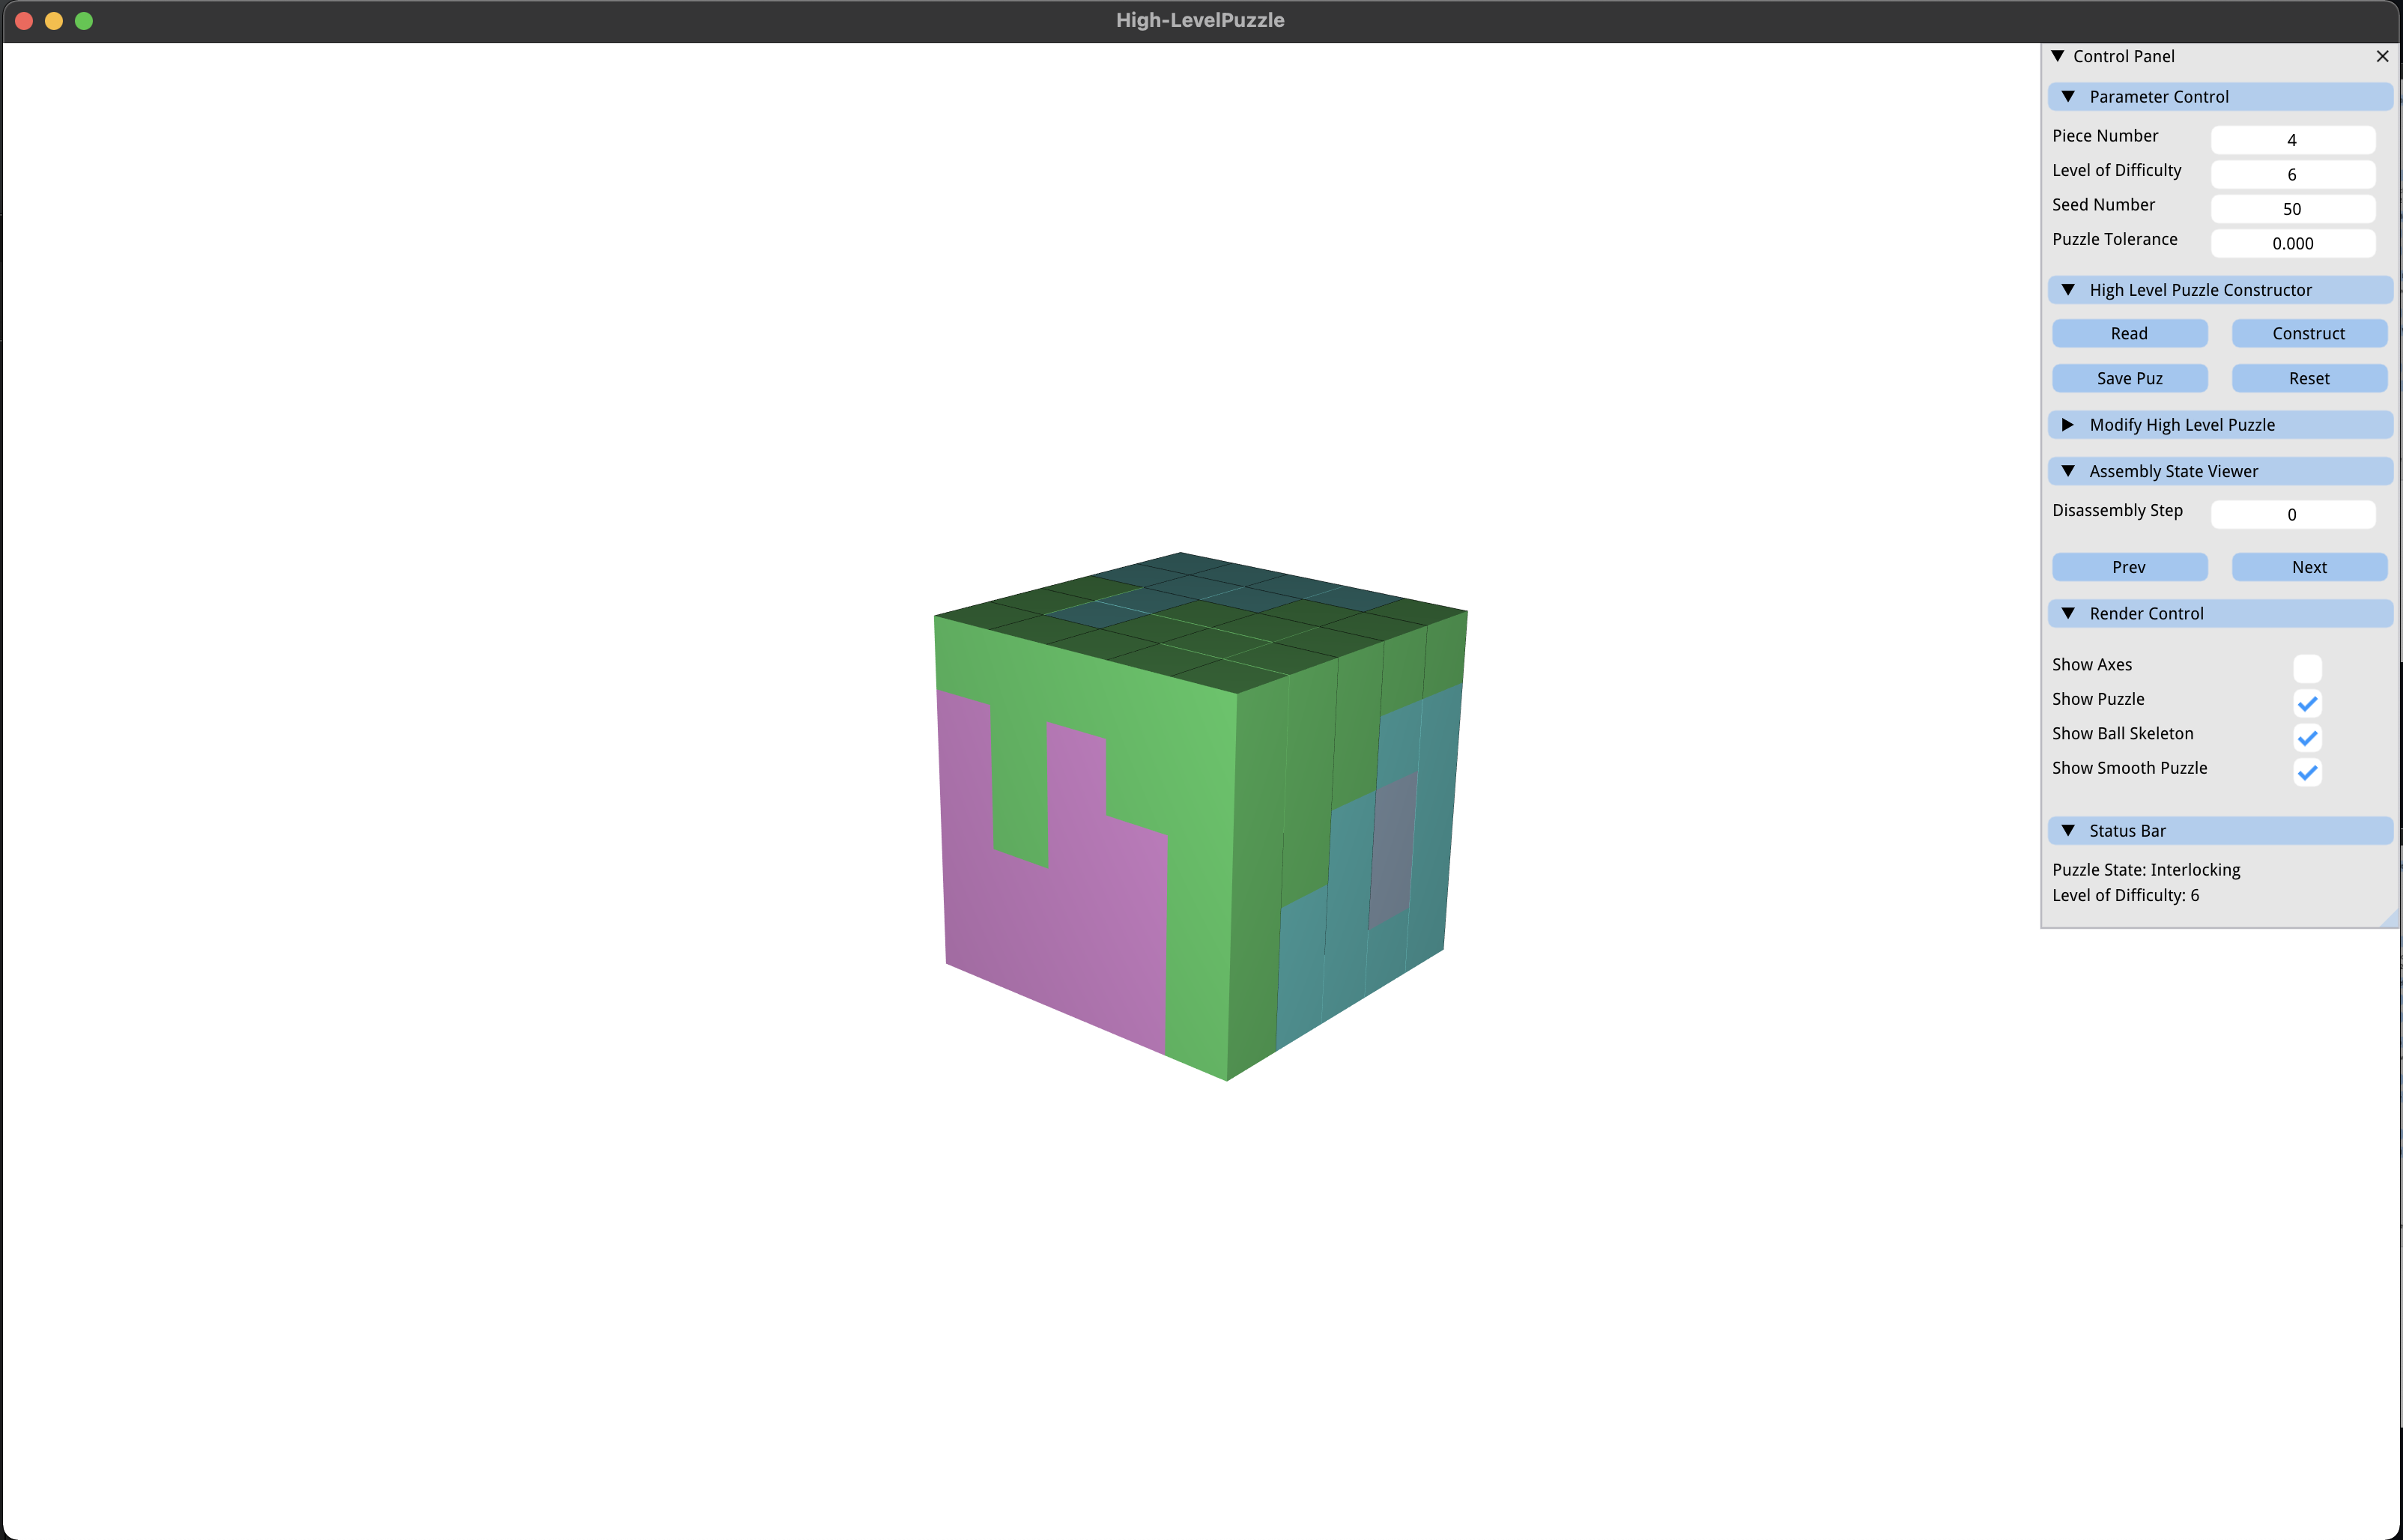 High-LevelPuzzle
Control Panel
Parameter Control
Piece Number 4
Level of Difficulty 6
Seed Number 50
Puzzle Tolerance 0.000
High Level Puzzle Constructor
Read Construct
Save Puz Reset
Modify High Level Puzzle
Assembly State Viewer
Disassembly Step 0
Prev Next
Render Control
Show Axes
Show Puzzle
Show Ball Skeleton
Show Smooth Puzzle
Status Bar
Puzzle State: Interlocking
Level of Difficulty: 6